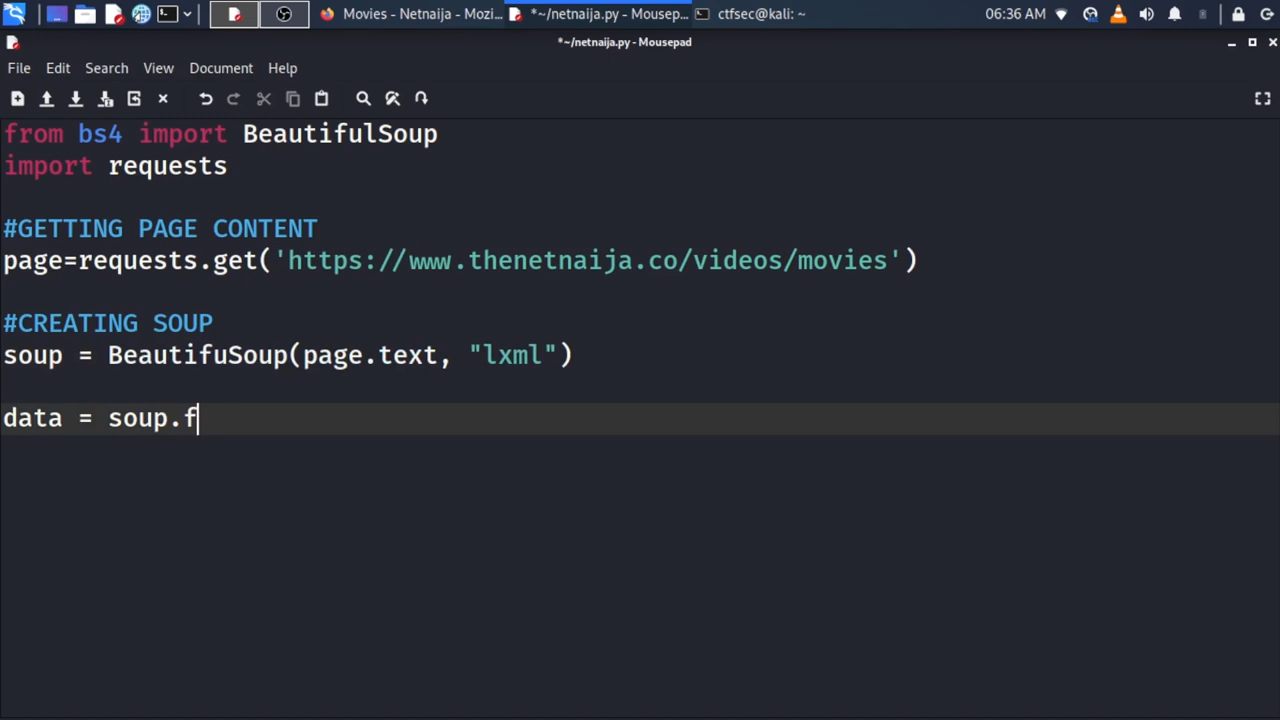 Movies - Netnaija - Mozi... *~/netnaija.py - Mousep... ctfsec@kali: ~ 06:36 AM
*~/netnaija.py - Mousepad
File Edit Search View Document Help
from bs4 import BeautifulSoup
import requests
#GETTING PAGE CONTENT
page=requests.get('https://www.thenetnaija.co/videos/movies')
#CREATING SOUP
soup = BeautifuSoup(page.text, "lxml")
data = soup.f